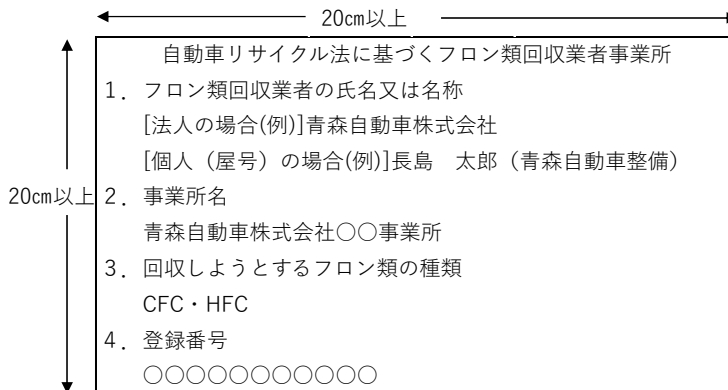 20㎝以上
自動車リサイクル法に基づくフロン類回収業者事業所
1．フロン類回収業者の氏名又は名称
[法人の場合(例)]青森自動車株式会社
[個人（屋号）の場合(例)]長島　太郎（青森自動車整備）
20㎝以上
2．事業所名
青森自動車株式会社○○事業所
3．回収しようとするフロン類の種類
CFC・HFC
4．登録番号
○○○○○○○○○○○